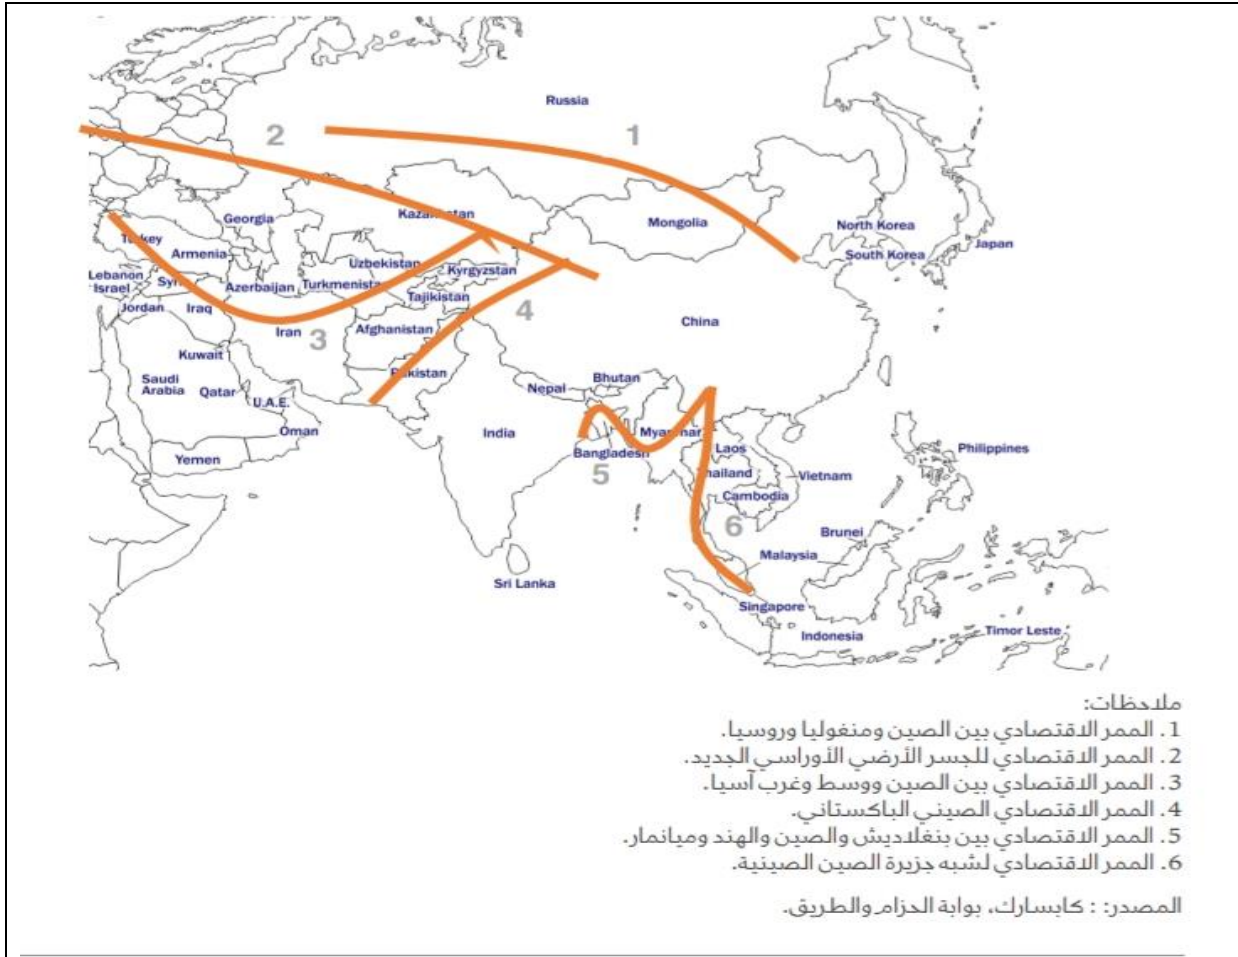 Russia
2
1
Kazakhstan
Mongolia
Georgia
North Korea
Turkey
Japan
Armenia
South Korea
Uzbekistan
Kyrgyzstan
Lebanon
Syria
Israel
Azerbaijan
Turkmenistan
Tajikistan
Jordan
Iraq
4
China
Iran
3
Afghanistan
Kuwait
Pakistan
Saudi
Arabia
Qatar
Nepal
Bhutan
U.A.E.
Oman
India
Myanmar
Yemen
Bangladesh
Laos
Philippines
5
Thailand
Vietnam
Cambodia
6
Brunei
Malaysia
Sri Lanka
Singapore
Indonesia
Timor Leste
ملاحظات:
1. الممر الاقتصادي بين الصين ومنغوليا وروسيا.
2. الممر الاقتصادي للجسر الأرضي الأوراسي الجديد.
3. الممر الاقتصادي بين الصين ووسط وغرب آسيا.
4. الممر الاقتصادي الصيني الباكستاني.
5. الممر الاقتصادي بين بنغلاديش والصين والهند وميانمار.
6. الممر الاقتصادي لشبه جزيرة الصين الصينية.
المصدر: : كابسارك، بوابة الحزام والطريق.